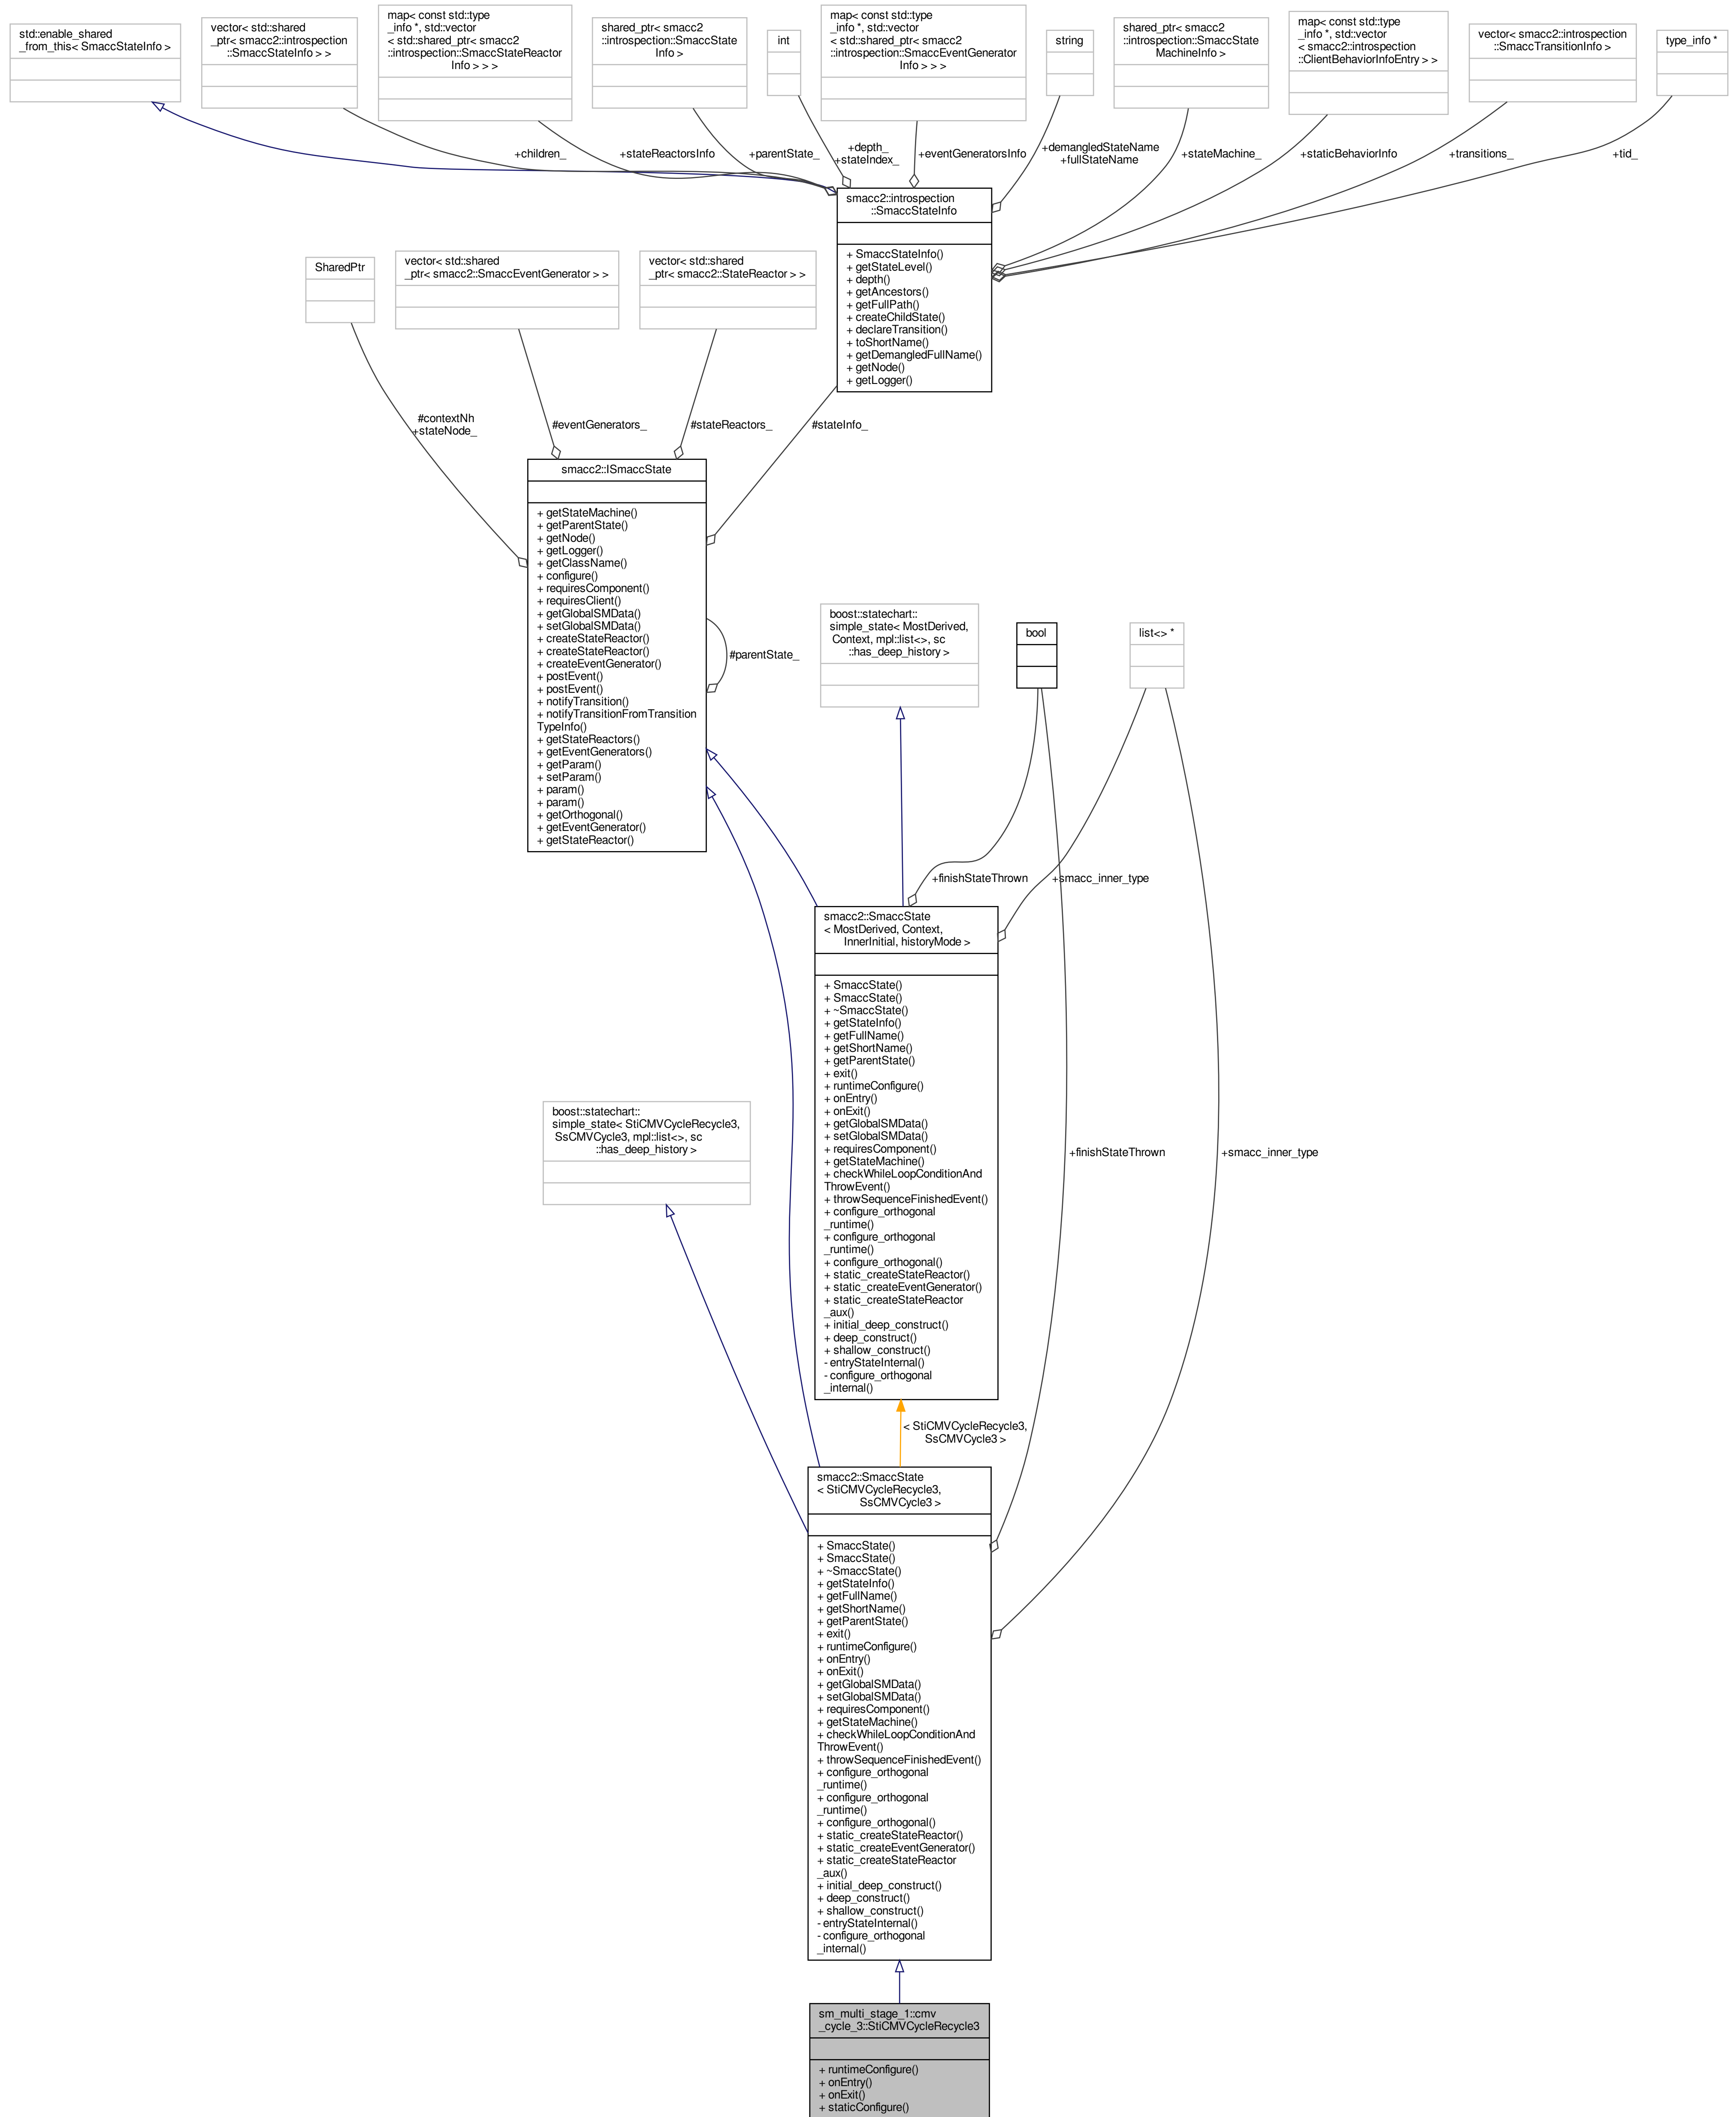 std::enable_shared
_from_this< SmaccStateInfo >
vector< std::shared
_ptr< smacc2::introspection
::SmaccStateInfo > >
map< const std::type
_info *, std::vector
< std::shared_ptr< smacc2
::introspection::SmaccStateReactor
Info > > >
shared_ptr< smacc2
::introspection::SmaccState
Info >
int
map< const std::type
_info *, std::vector
< std::shared_ptr< smacc2
::introspection::SmaccEventGenerator
Info > > >
string
shared_ptr< smacc2
::introspection::SmaccState
MachineInfo >
map< const std::type
_info *, std::vector
< smacc2::introspection
::ClientBehaviorInfoEntry > >
vector< smacc2::introspection
::SmaccTransitionInfo >
type_info *
+children_
+stateReactorsInfo
+parentState_
+depth_
+stateIndex_
+eventGeneratorsInfo
+demangledStateName
+fullStateName
+stateMachine_
+staticBehaviorInfo
+transitions_
+tid_
smacc2::introspection
::SmaccStateInfo
+ SmaccStateInfo()
+ getStateLevel()
+ depth()
+ getAncestors()
+ getFullPath()
+ createChildState()
+ declareTransition()
+ toShortName()
+ getDemangledFullName()
+ getNode()
+ getLogger()
SharedPtr
vector< std::shared
_ptr< smacc2::SmaccEventGenerator > >
vector< std::shared
_ptr< smacc2::StateReactor > >
#contextNh
+stateNode_
#eventGenerators_
#stateReactors_
#stateInfo_
smacc2::ISmaccState
+ getStateMachine()
+ getParentState()
+ getNode()
+ getLogger()
+ getClassName()
+ configure()
+ requiresComponent()
+ requiresClient()
+ getGlobalSMData()
+ setGlobalSMData()
+ createStateReactor()
+ createStateReactor()
+ createEventGenerator()
+ postEvent()
+ postEvent()
+ notifyTransition()
+ notifyTransitionFromTransition
TypeInfo()
+ getStateReactors()
+ getEventGenerators()
+ getParam()
+ setParam()
+ param()
+ param()
+ getOrthogonal()
+ getEventGenerator()
+ getStateReactor()
#parentState_
boost::statechart::
simple_state< MostDerived,
Context, mpl::list<>, sc
::has_deep_history >
bool
list<> *
+finishStateThrown
+smacc_inner_type
smacc2::SmaccState
< MostDerived, Context,
InnerInitial, historyMode >
+ SmaccState()
+ SmaccState()
+ ~SmaccState()
+ getStateInfo()
+ getFullName()
+ getShortName()
+ getParentState()
+ exit()
+ runtimeConfigure()
+ onEntry()
+ onExit()
+ getGlobalSMData()
+ setGlobalSMData()
+ requiresComponent()
+ getStateMachine()
+ checkWhileLoopConditionAnd
ThrowEvent()
+ throwSequenceFinishedEvent()
+ configure_orthogonal
_runtime()
+ configure_orthogonal
_runtime()
+ configure_orthogonal()
+ static_createStateReactor()
+ static_createEventGenerator()
+ static_createStateReactor
_aux()
+ initial_deep_construct()
+ deep_construct()
+ shallow_construct()
- entryStateInternal()
- configure_orthogonal
_internal()
boost::statechart::
simple_state< StiCMVCycleRecycle3,
SsCMVCycle3, mpl::list<>, sc
::has_deep_history >
+finishStateThrown
+smacc_inner_type
< StiCMVCycleRecycle3,
SsCMVCycle3 >
smacc2::SmaccState
< StiCMVCycleRecycle3,
SsCMVCycle3 >
+ SmaccState()
+ SmaccState()
+ ~SmaccState()
+ getStateInfo()
+ getFullName()
+ getShortName()
+ getParentState()
+ exit()
+ runtimeConfigure()
+ onEntry()
+ onExit()
+ getGlobalSMData()
+ setGlobalSMData()
+ requiresComponent()
+ getStateMachine()
+ checkWhileLoopConditionAnd
ThrowEvent()
+ throwSequenceFinishedEvent()
+ configure_orthogonal
_runtime()
+ configure_orthogonal
_runtime()
+ configure_orthogonal()
+ static_createStateReactor()
+ static_createEventGenerator()
+ static_createStateReactor
_aux()
+ initial_deep_construct()
+ deep_construct()
+ shallow_construct()
- entryStateInternal()
- configure_orthogonal
_internal()
sm_multi_stage_1::cmv
_cycle_3::StiCMVCycleRecycle3
+ runtimeConfigure()
+ onEntry()
+ onExit()
+ staticConfigure()